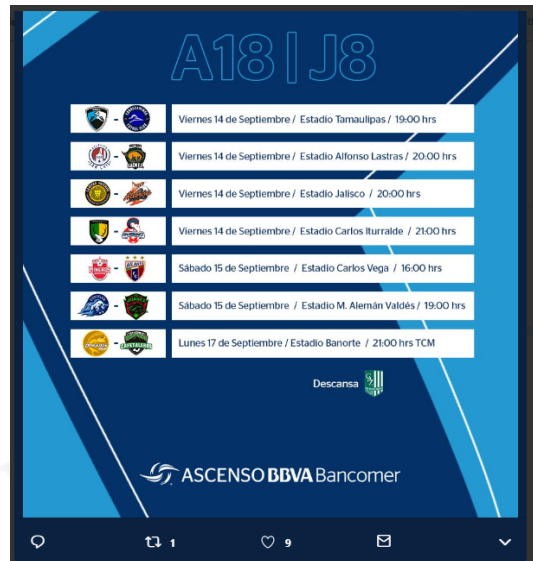 A18 | J8
Viernes 14 de Septiembre / Estadio Tamaulipas / 19:00 hrs
Viernes 14 de Septiembre / Estadio Alfonso Lastras / 20:00 hrs
Viernes 14 de Septiembre / Estadio Jalisco / 20:00 hrs
Viernes 14 de Septiembre / Estadio Carlos Iturralde / 21:00 hrs
Sábado 15 de Septiembre / Estadio Carlos Vega / 16:00 hrs
Sábado 15 de Septiembre / Estadio M. Alemán Valdés / 19:00 hrs
Lunes 17 de Septiembre / Estadio Banorte / 21:00 hrs TCM
Descansa
ASCENSO BBVA Bancomer
1 9